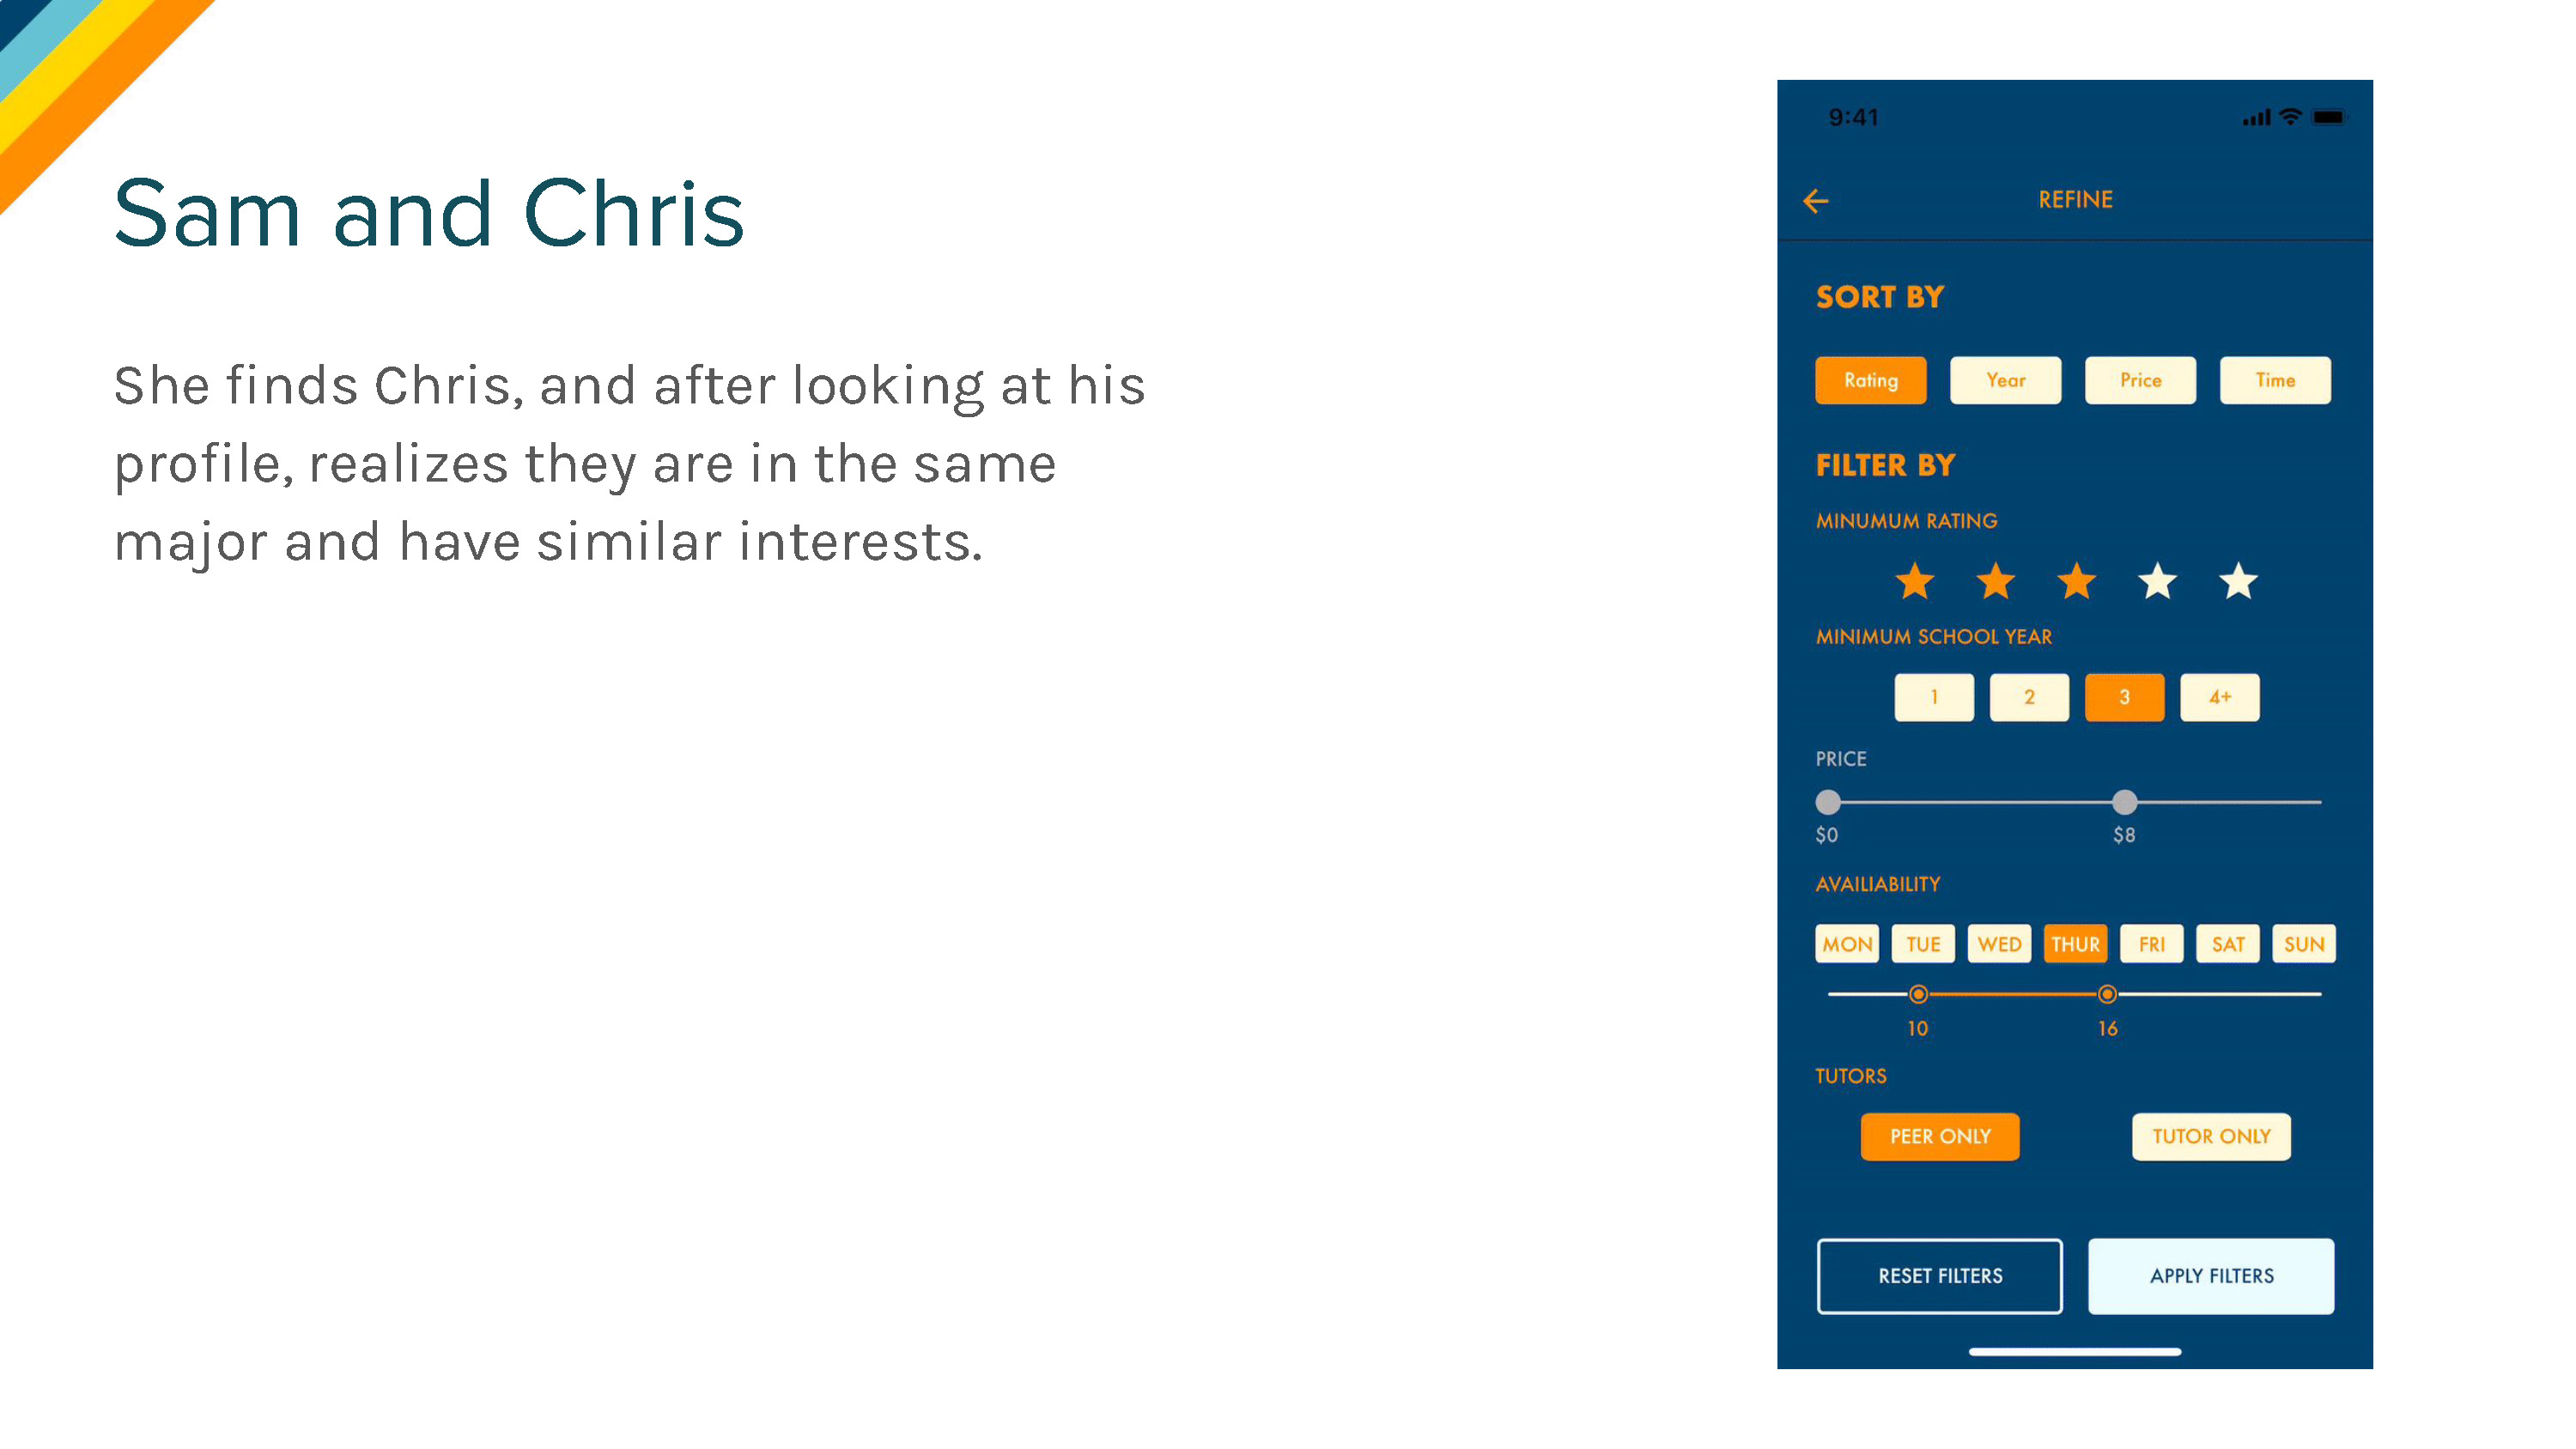 Sam and Chris
She finds Chris, and after looking at his
profile, realizes they are in the same
major and have similar interests.
9:41
REFINE
SORT BY
Rating Year Price Time
FILTER BY
MINUMUM RATING
MINIMUM SCHOOL YEAR
1 2 3 4+
PRICE
$0 $8
AVAILIABILITY
MON TUE WED THUR FRI SAT SUN
10 16
TUTORS
PEER ONLY TUTOR ONLY
RESET FILTERS APPLY FILTERS